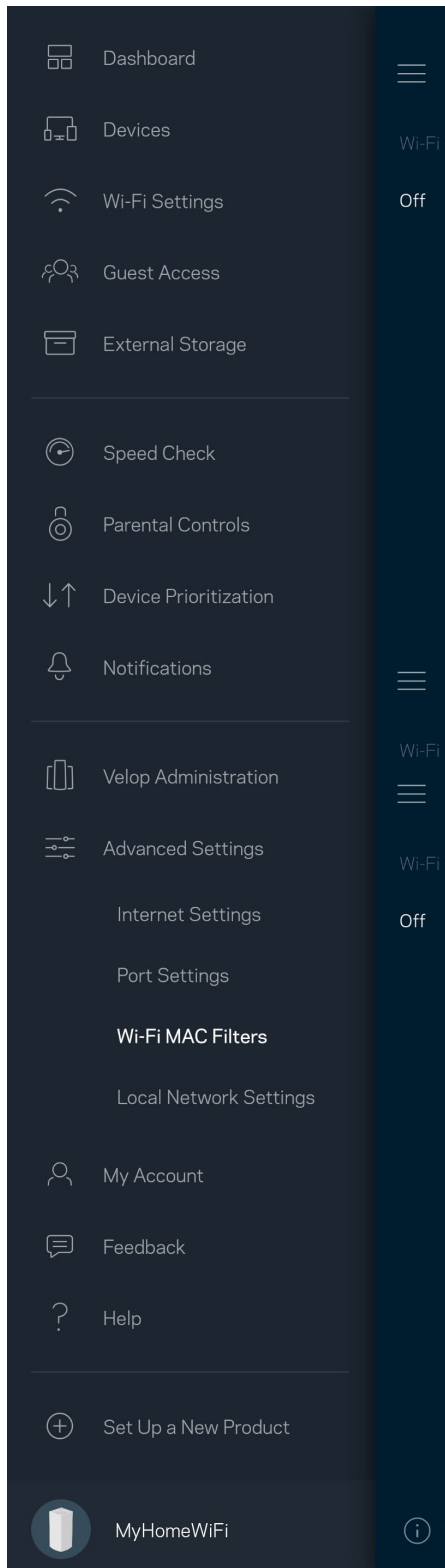 Dashboard
Devices
Wi-Fi Settings
Guest Access
External Storage
Speed Check
Parental Controls
Device Prioritization
Notifications
Velop Administration
Advanced Settings
Internet Settings
Port Settings
Wi-Fi MAC Filters
Local Network Settings
My Account
Feedback
Help
Set Up a New Product
MyHomeWiFi
Wi-Fi
Off
Wi-Fi
Wi-Fi
Off